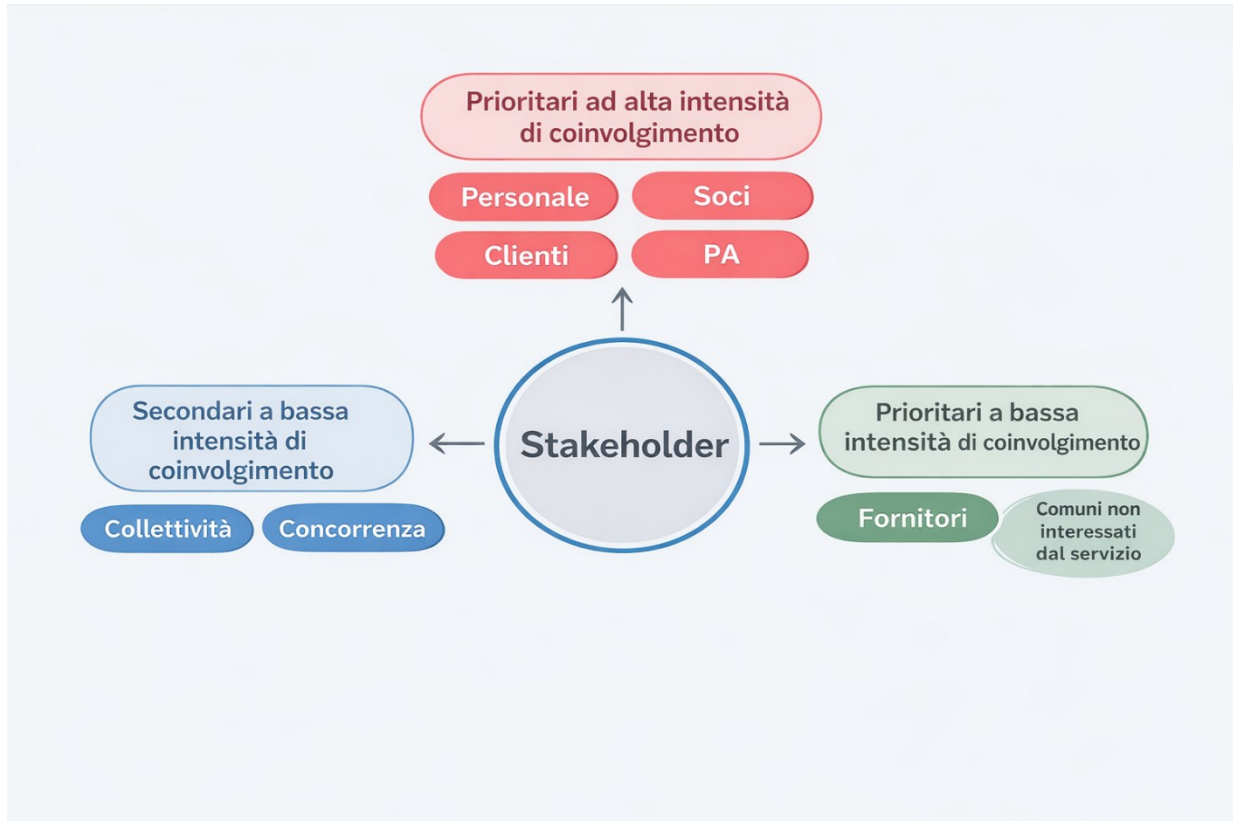 Prioritari ad alta intensità
di coinvolgimento
Personale
Soci
Clienti
PA
Stakeholder
Secondari a bassa
intensità di
coinvolgimento
Collettività
Concorrenza
Prioritari a bassa
intensità di coinvolgimento
Fornitori
Comuni non
interessati
dal servizio